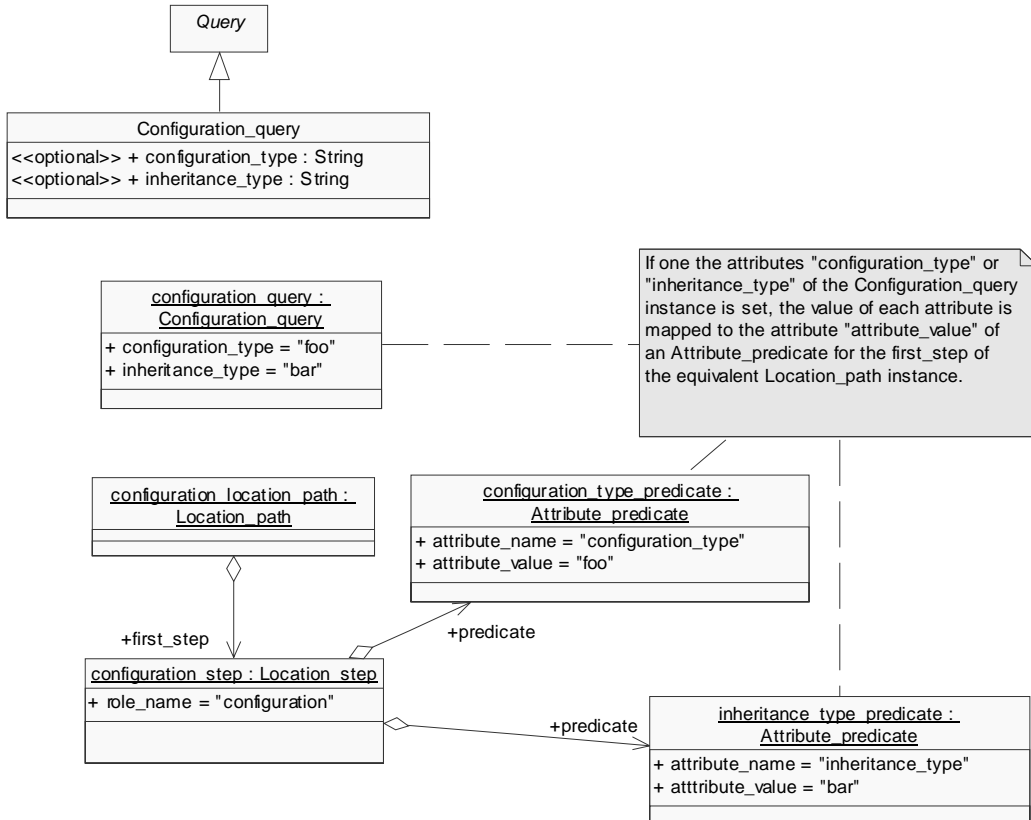 Query
Configuration_query
<<optional>> + configuration_type : String
<<optional>> + inheritance_type : String
configuration_query :
Configuration_query
+ configuration_type = "foo"
+ inheritance_type = "bar"
If one the attributes "configuration_type" or
"inheritance_type" of the Configuration_query
instance is set, the value of each attribute is
mapped to the attribute "attribute_value" of
an Attribute_predicate for the first_step of
the equivalent Location_path instance.
configuration_location_path :
Location_path
configuration_type_predicate :
Attribute_predicate
+ attribute_name = "configuration_type"
+ attribute_value = "foo"
+first_step
+predicate
configuration_step : Location_step
+ role_name = "configuration"
+predicate
inheritance_type_predicate :
Attribute_predicate
+ attribute_name = "inheritance_type"
+ atttribute_value = "bar"